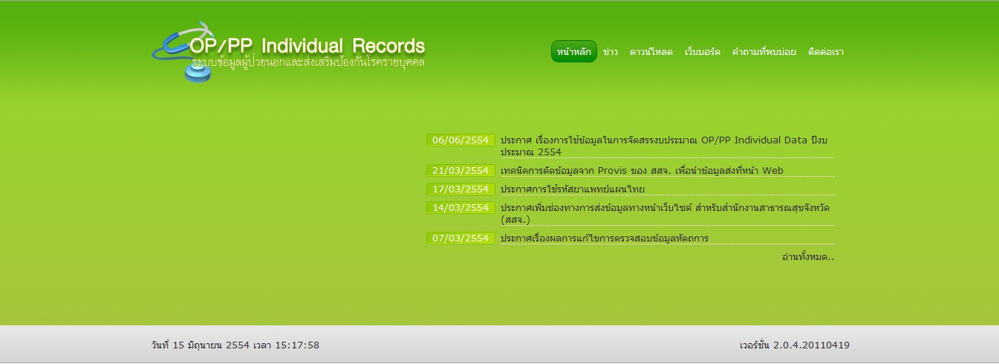 OP/PP Individual Records
ระบบข้อมูลผู้ป่วยนอกและส่งเสริมป้องกันโรครายบุคคล
หน้าหลัก ข่าว ดาวน์โหลด เว็บบอร์ด คำถามที่พบบ่อย ติดต่อเรา
06/06/2554 ประกาศ เรื่องการใช้ข้อมูลในการจัดสรรงบประมาณ OP/PP Individual Data ปีงบ
ประมาณ 2554
21/03/2554 เทคนิคการตัดข้อมูลจาก Provis ของ สสจ. เพื่อนำข้อมูลส่งที่หน้า Web
17/03/2554 ประกาศการใช้รหัสยาแพทย์แผนไทย
14/03/2554 ประกาศเพิ่มช่องทางการส่งข้อมูลทางหน้าเว็บไซต์ สำหรับสำนักงานสาธารณสุขจังหวัด
(สสจ.)
07/03/2554 ประกาศเรื่องผลการแก้ไขการตรวจสอบข้อมูลหัตถการ
อ่านทั้งหมด..
วันที่ 15 มิถุนายน 2554 เวลา 15:17:58
เวอร์ชั่น 2.0.4.20110419